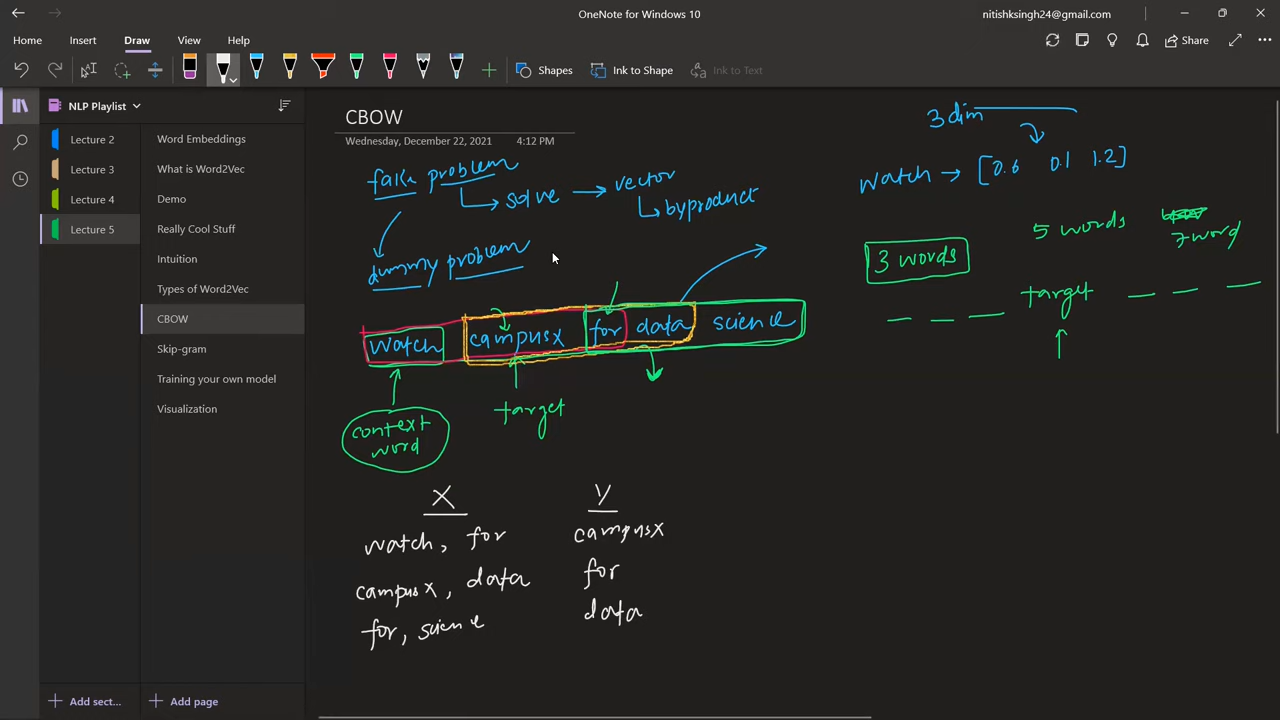 OneNote for Windows 10
nitishksingh24@gmail.com
Home Insert Draw View Help
Share
Shapes Ink to Shape Ink to Text
NLP Playlist
Lecture 2
Lecture 3
Lecture 4
Lecture 5
Word Embeddings
What is Word2Vec
Demo
Really Cool Stuff
Intuition
Types of Word2Vec
CBOW
Skip-gram
Training your own model
Visualization
Add sect...
Add page
CBOW
Wednesday, December 22, 2021 4:12 PM
fake problem
solve → vector
byproduct
dummy problem
watch campusx for data science
context word
target
X Y
watch, for campusx
campusx, data for
for, science data
3 dim
watch → [0.6 0.1 1.2]
3 words
5 words
7 word
target